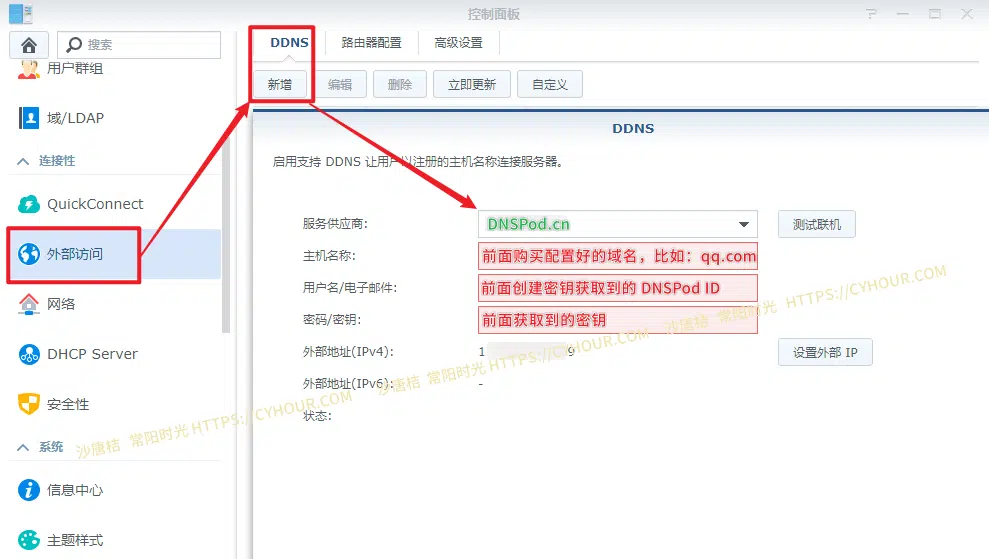 控制面板
搜索
用户群组
域/LDAP
连接性
QuickConnect
外部访问
网络
DHCP Server
安全性
系统
信息中心
主题样式
DDNS 路由器配置 高级设置
新增 编辑 删除 立即更新 自定义
DDNS
启用支持 DDNS 让用户以注册的主机名称连接服务器。
服务供应商: DNSPod.cn 测试联机
主机名称: 前面购买配置好的域名，比如：qq.com
用户名/电子邮件: 前面创建密钥获取到的 DNSPod ID
密码/密钥: 前面获取到的密钥
外部地址(IPv4): 1 9 设置外部 IP
外部地址(IPv6): -
状态:
沙唐桔 常阳时光 HTTPS://CYHOUR.COM
沙唐桔 常阳时光 HTTPS://CYHOUR.COM
沙唐桔 常阳时光 HTTPS://CYHOUR.COM